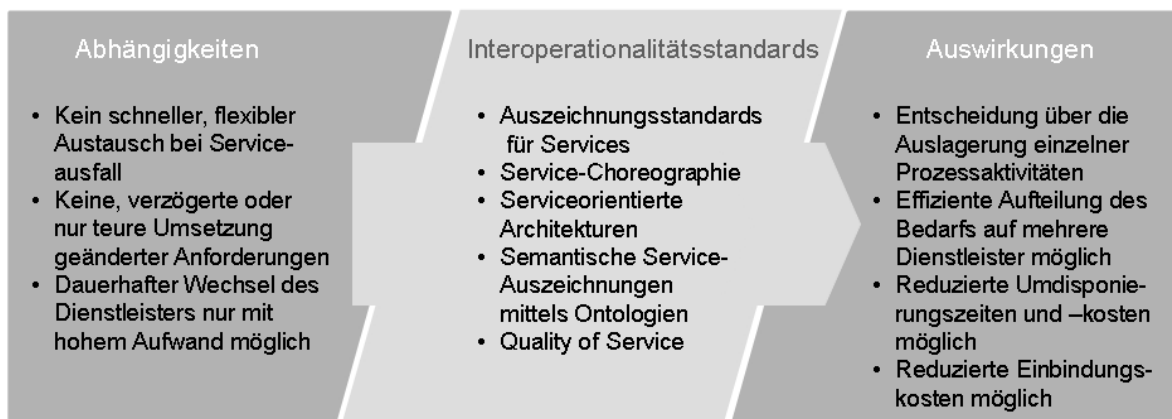 Abhängigkeiten
• Kein schneller, flexibler
Austausch bei Service-
ausfall
• Keine, verzögerte oder
nur teure Umsetzung
geänderter Anforderungen
• Dauerhafter Wechsel des
Dienstleisters nur mit
hohem Aufwand möglich
Interoperationalitätsstandards
• Auszeichnungsstandards
für Services
• Service-Choreographie
• Serviceorientierte
Architekturen
• Semantische Service-
Auszeichnungen
mittels Ontologien
• Quality of Service
Auswirkungen
• Entscheidung über die
Auslagerung einzelner
Prozessaktivitäten
• Effiziente Aufteilung des
Bedarfs auf mehrere
Dienstleister möglich
• Reduzierte Umdisponie-
rungszeiten und –kosten
möglich
• Reduzierte Einbindungs-
kosten möglich